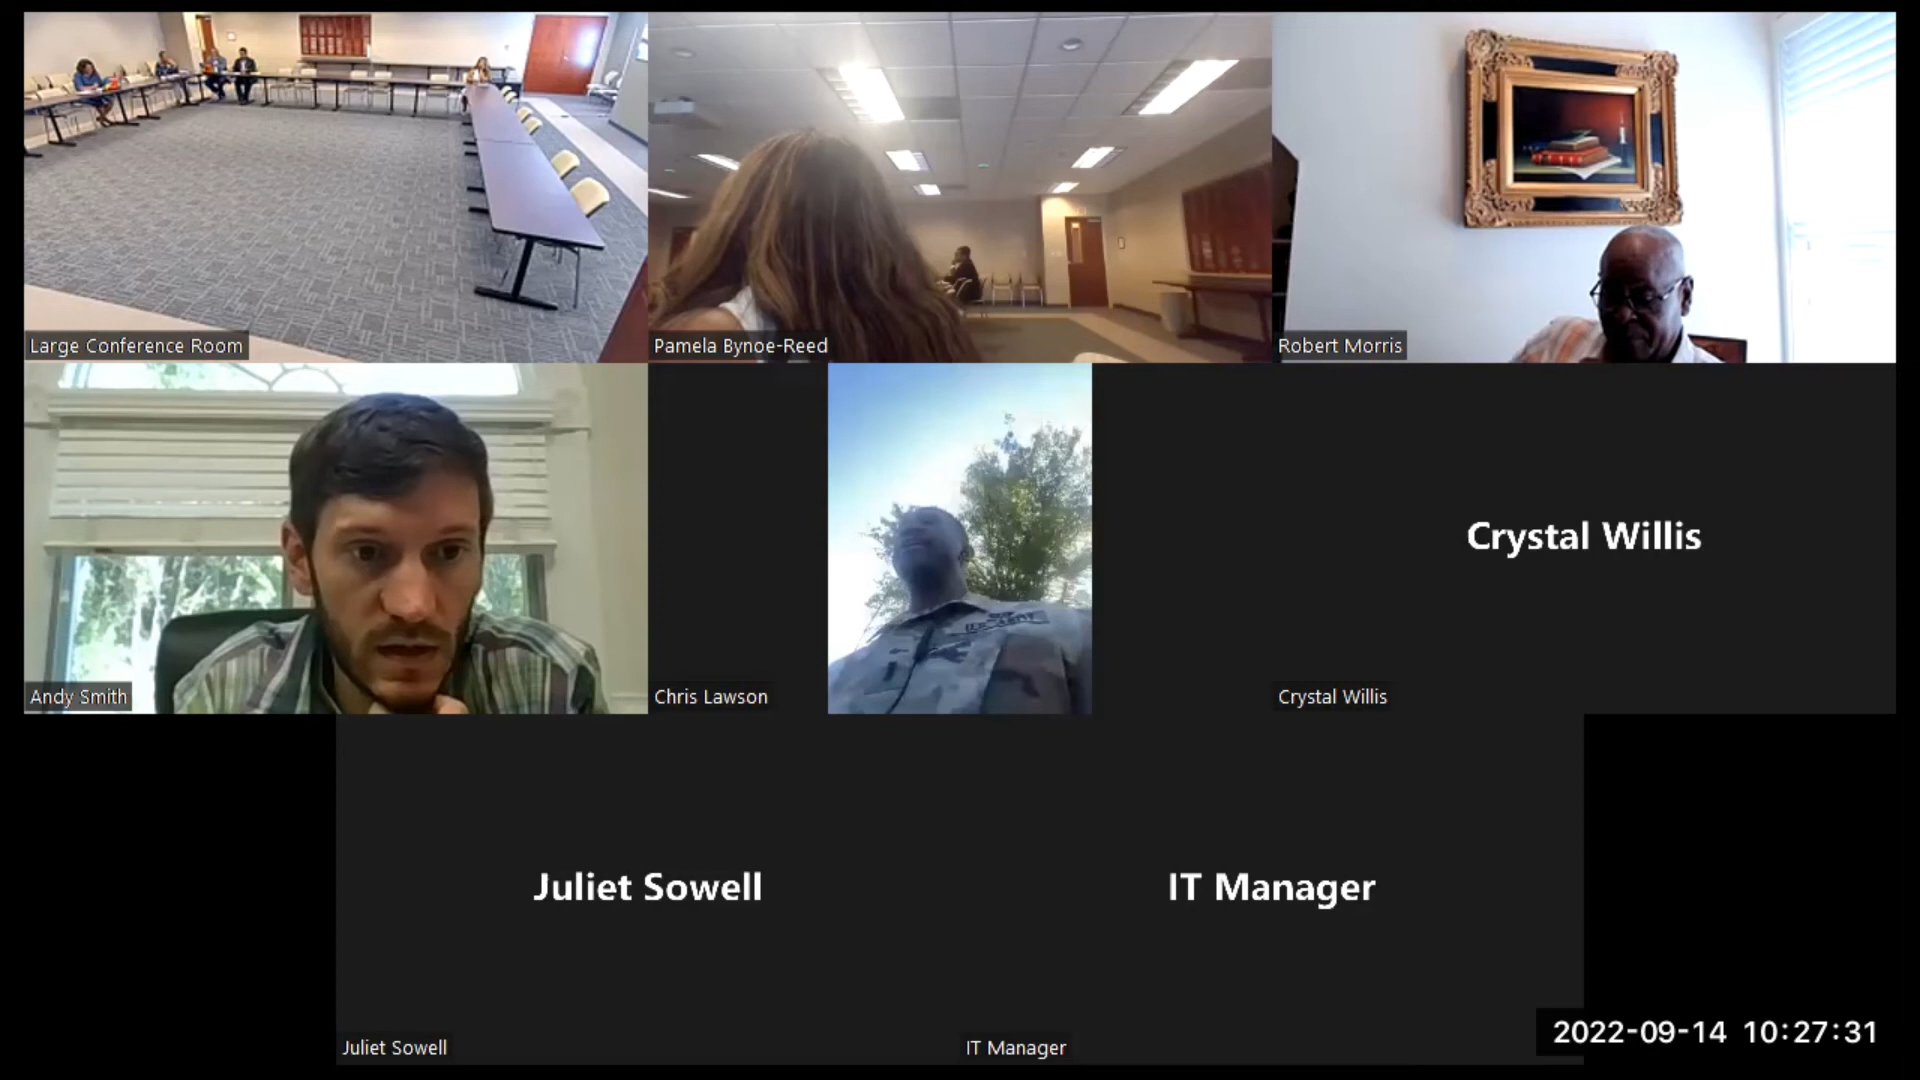 Large Conference Room
Pamela Bynoe-Reed
Robert Morris
Andy Smith
Chris Lawson
U.S. ARMY
Crystal Willis
Crystal Willis
Juliet Sowell
IT Manager
Juliet Sowell
IT Manager
2022-09-14 10:27:31